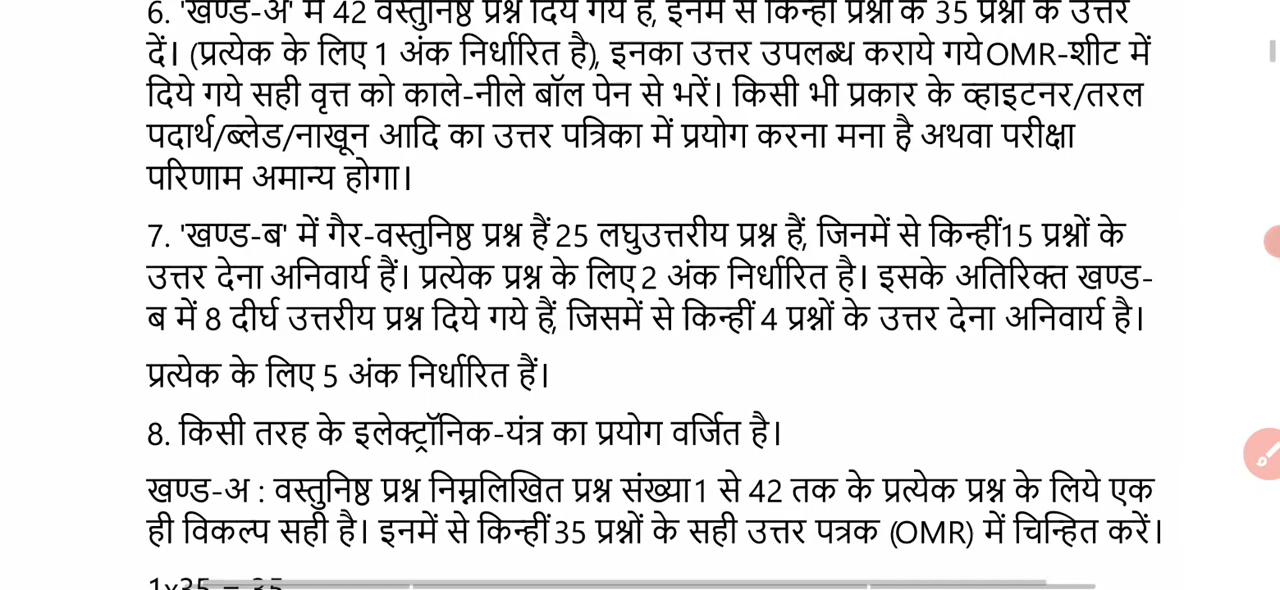 6. 'खण्ड-अ' में 42 वस्तुनिष्ठ प्रश्न दिये गये हैं, इनमें से किन्हीं प्रश्नों के 35 प्रश्नों के उत्तर
दें। (प्रत्येक के लिए 1 अंक निर्धारित है), इनका उत्तर उपलब्ध कराये गये OMR-शीट में
दिये गये सही वृत्त को काले-नीले बॉल पेन से भरें। किसी भी प्रकार के व्हाइटनर/तरल
पदार्थ/ब्लेड/नाखून आदि का उत्तर पत्रिका में प्रयोग करना मना है अथवा परीक्षा
परिणाम अमान्य होगा।
7. 'खण्ड-ब' में गैर-वस्तुनिष्ठ प्रश्न हैं 25 लघुउत्तरीय प्रश्न हैं, जिनमें से किन्हीं 15 प्रश्नों के
उत्तर देना अनिवार्य हैं। प्रत्येक प्रश्न के लिए 2 अंक निर्धारित है। इसके अतिरिक्त खण्ड-
ब में 8 दीर्घ उत्तरीय प्रश्न दिये गये हैं, जिसमें से किन्हीं 4 प्रश्नों के उत्तर देना अनिवार्य है।
प्रत्येक के लिए 5 अंक निर्धारित हैं।
8. किसी तरह के इलेक्ट्रॉनिक-यंत्र का प्रयोग वर्जित है।
खण्ड-अ : वस्तुनिष्ठ प्रश्न निम्नलिखित प्रश्न संख्या 1 से 42 तक के प्रत्येक प्रश्न के लिये एक
ही विकल्प सही है। इनमें से किन्हीं 35 प्रश्नों के सही उत्तर पत्रक (OMR) में चिन्हित करें।
1x35 = 35